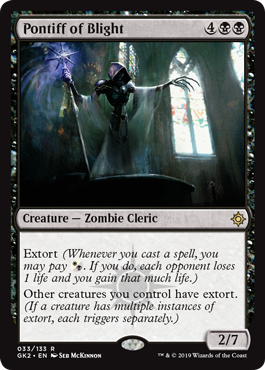 Pontiff of Blight 4
Creature — Zombie Cleric
Extort (Whenever you cast a spell, you
may pay . If you do, each opponent loses
1 life and you gain that much life.)
Other creatures you control have extort.
(If a creature has multiple instances of
extort, each triggers separately.)
2/7
033/133 R
GK2 • EN Seb McKinnon
™ & © 2019 Wizards of the Coast